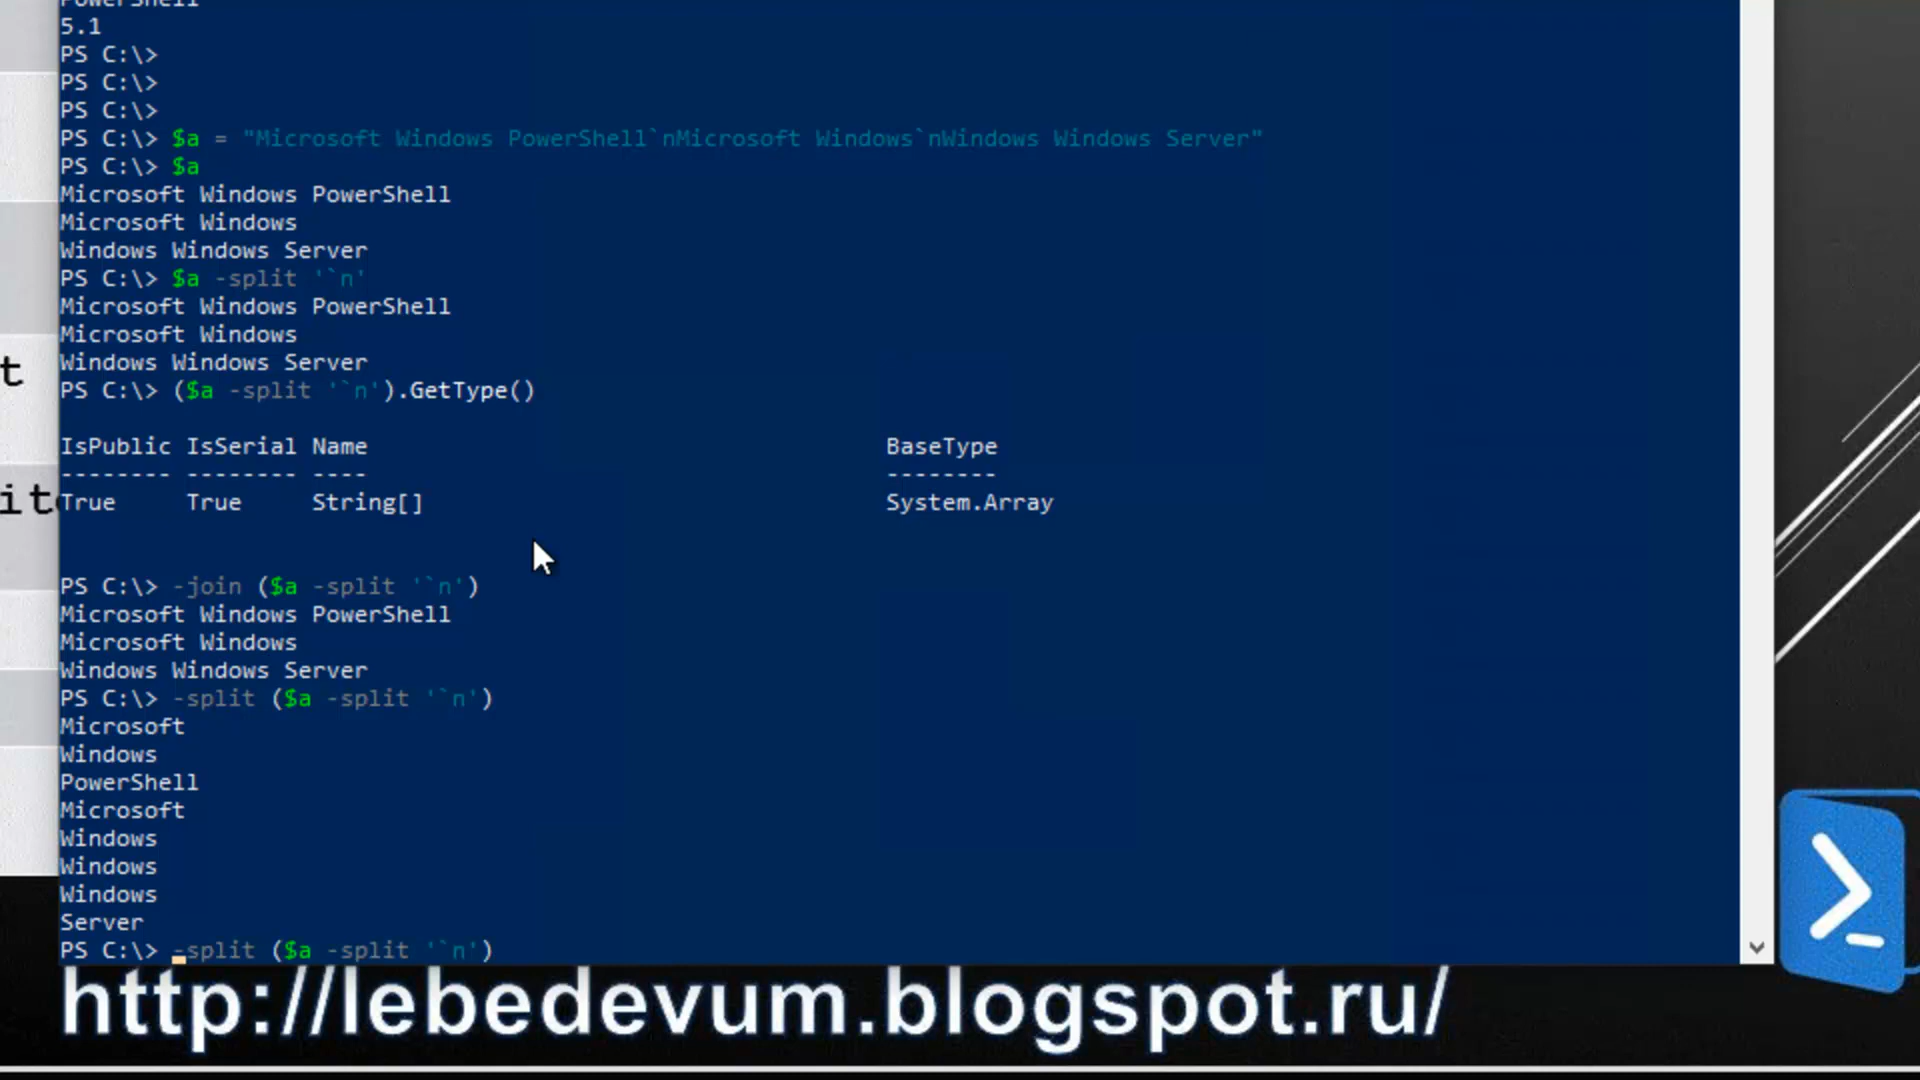 PowerShell
5.1
PS C:\>
PS C:\>
PS C:\>
PS C:\> $a = "Microsoft Windows PowerShell`nMicrosoft Windows`nWindows Windows Server"
PS C:\> $a
Microsoft Windows PowerShell
Microsoft Windows
Windows Windows Server
PS C:\> $a -split '`n'
Microsoft Windows PowerShell
Microsoft Windows
Windows Windows Server
PS C:\> ($a -split '`n').GetType()
IsPublic IsSerial Name BaseType
-------- -------- ---- --------
True True String[] System.Array
PS C:\> -join ($a -split '`n')
Microsoft Windows PowerShell
Microsoft Windows
Windows Windows Server
PS C:\> -split ($a -split '`n')
Microsoft
Windows
PowerShell
Microsoft
Windows
Windows
Windows
Server
PS C:\> -split ($a -split '`n')
http://lebedevum.blogspot.ru/